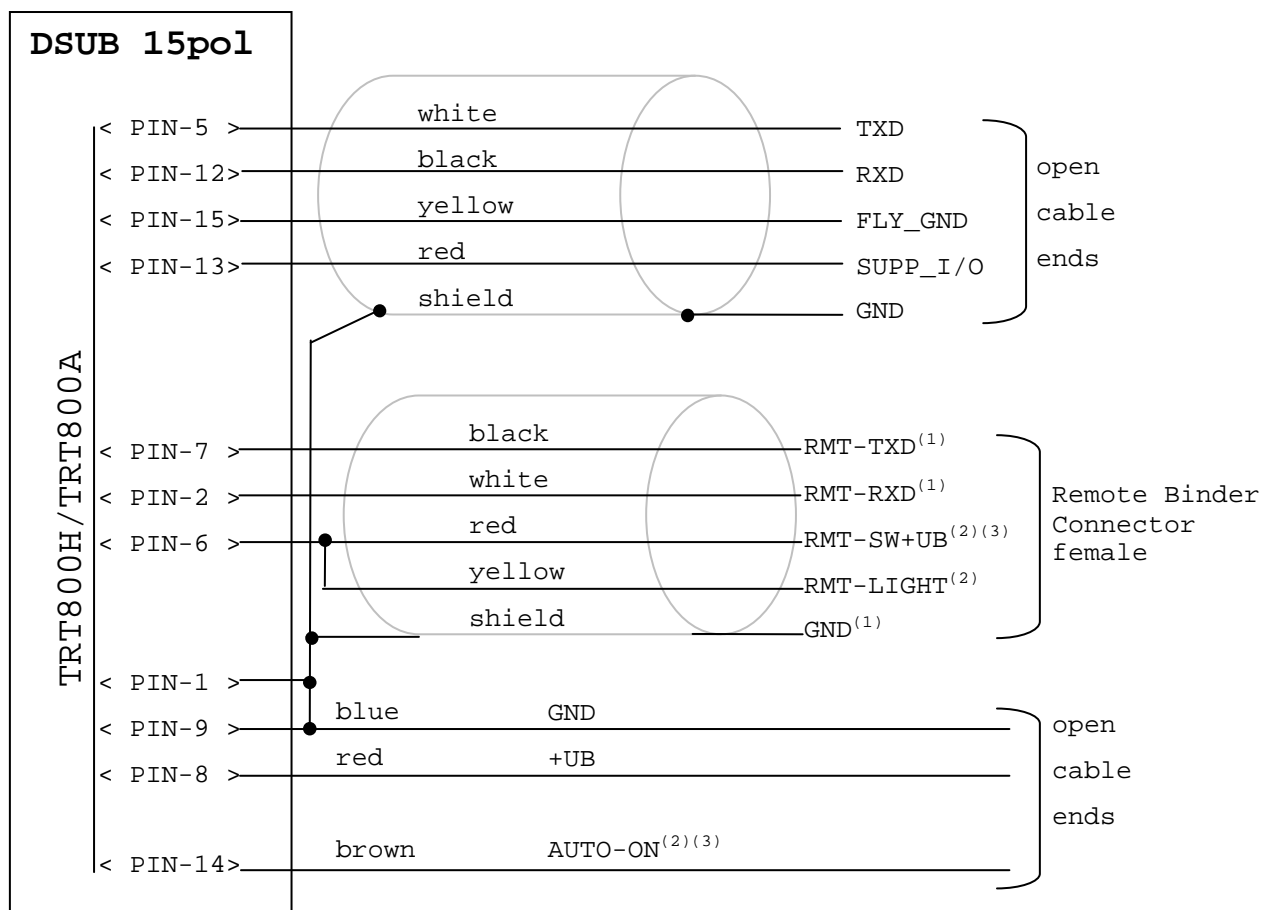 DSUB 15pol
TRT800H/TRT800A
< PIN-5 > white TXD
< PIN-12> black RXD
< PIN-15> yellow FLY_GND
< PIN-13> red SUPP_I/O
shield GND
open
cable
ends
< PIN-7 > black RMT-TXD(1)
< PIN-2 > white RMT-RXD(1)
< PIN-6 > red RMT-SW+UB(2)(3)
yellow RMT-LIGHT(2)
shield GND(1)
Remote Binder
Connector
female
< PIN-1 >
< PIN-9 > blue GND
< PIN-8 > red +UB
< PIN-14> brown AUTO-ON(2)(3)
open
cable
ends